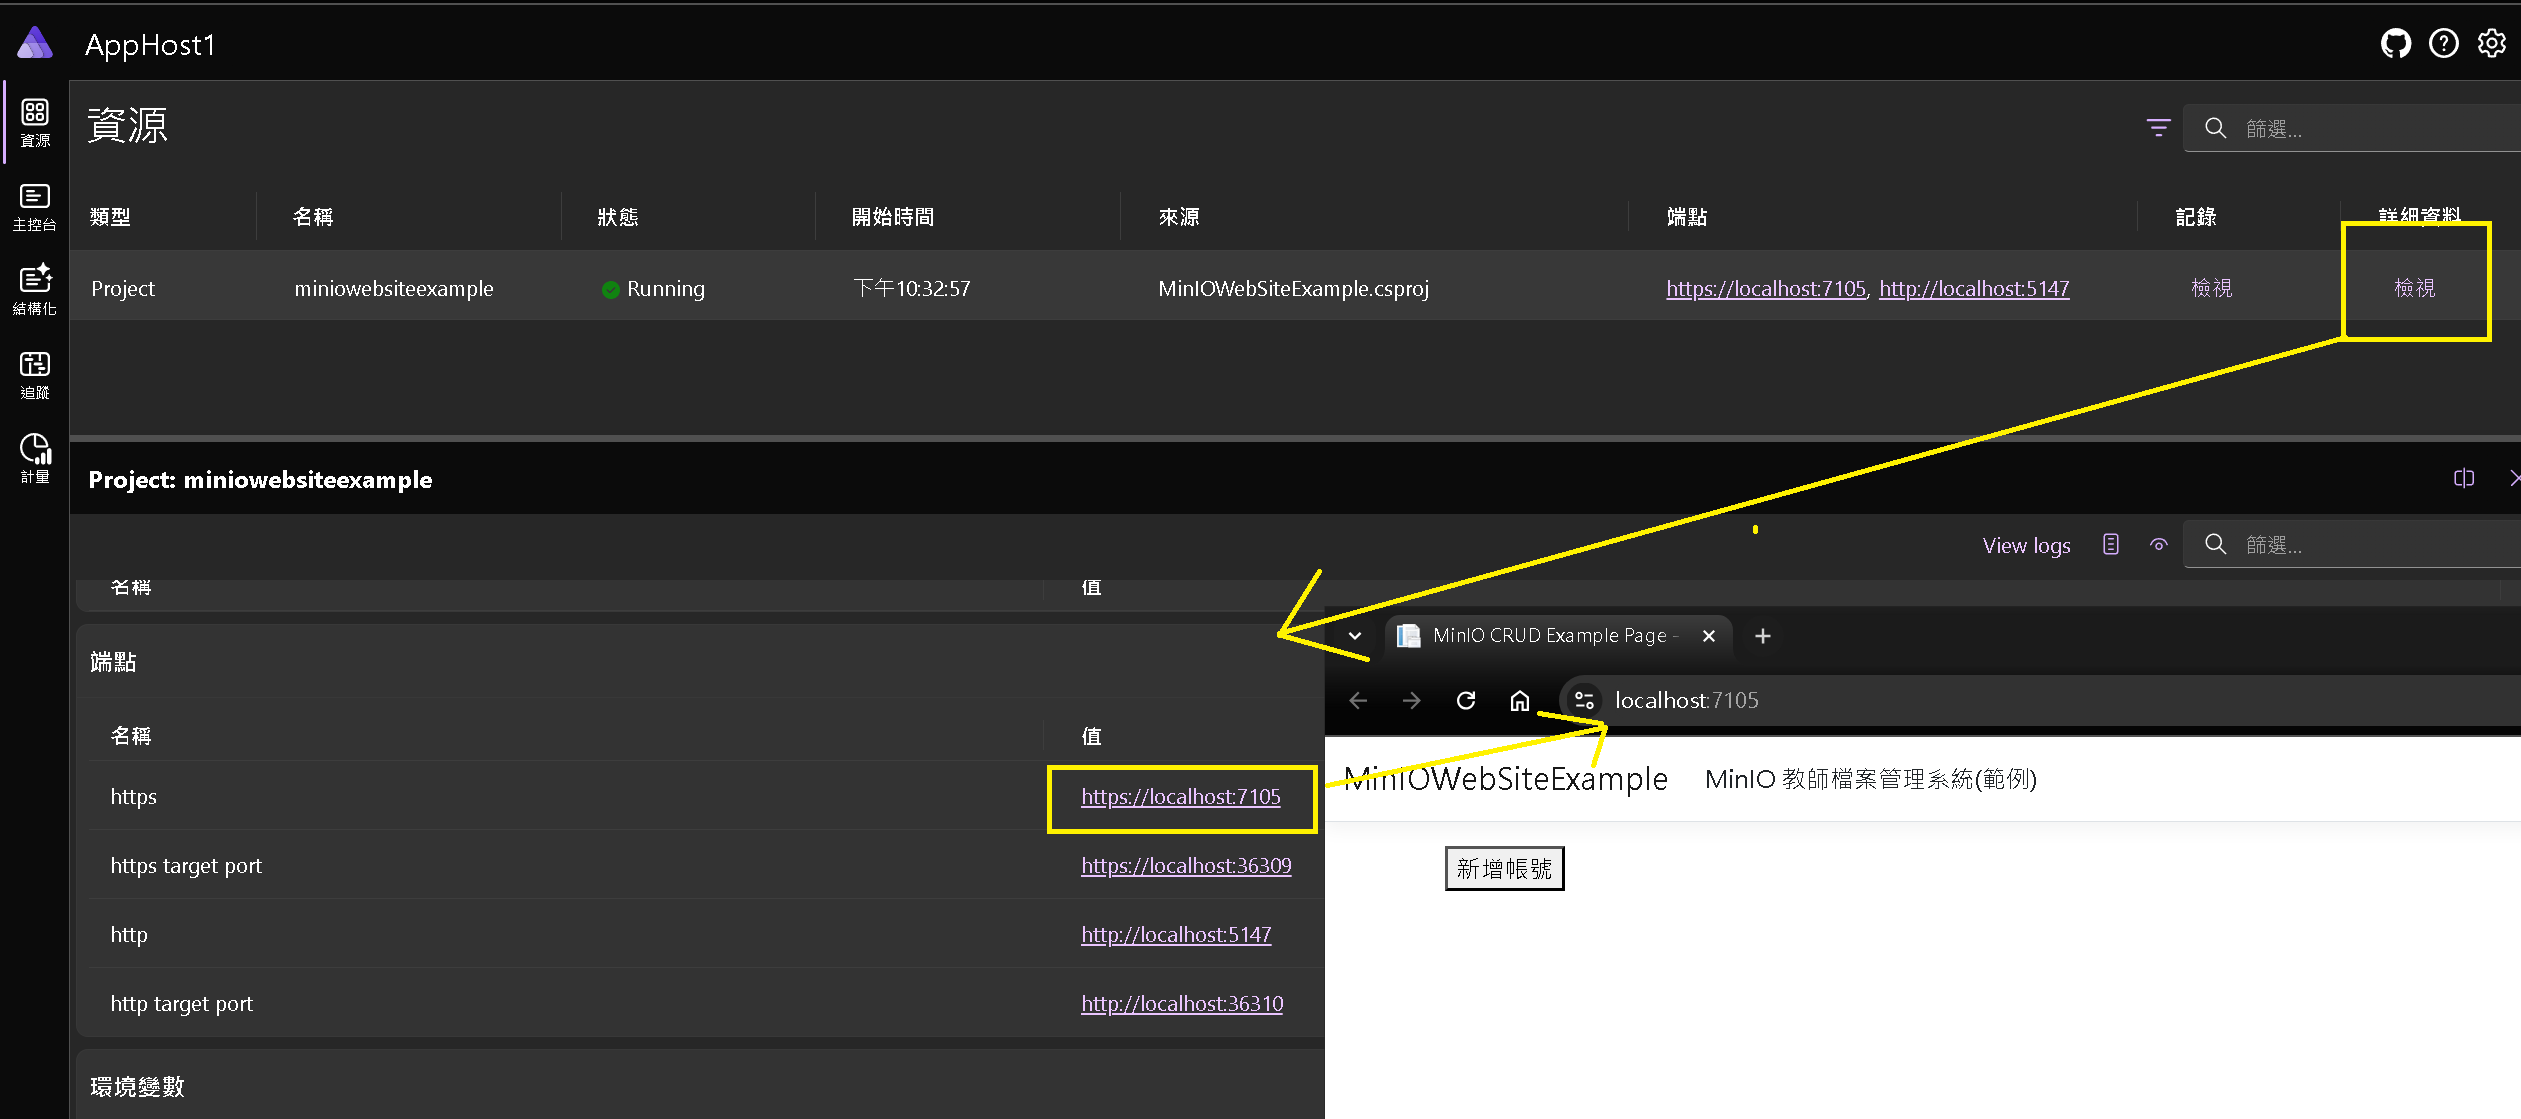 AppHost1
資源
主控台
結構化
追蹤
計量
資源
篩選...
類型 名稱 狀態 開始時間 來源 端點 記錄 詳細資料
Project miniowebsiteexample Running 下午10:32:57 MinIOWebSiteExample.csproj https://localhost:7105, http://localhost:5147 檢視 檢視
Project: miniowebsiteexample
View logs 篩選...
名稱 值
端點
名稱 值
https https://localhost:7105
https target port https://localhost:36309
http http://localhost:5147
http target port http://localhost:36310
環境變數
MinIO CRUD Example Page -
localhost:7105
MinIOWebSiteExample MinIO 教師檔案管理系統(範例)
新增帳號